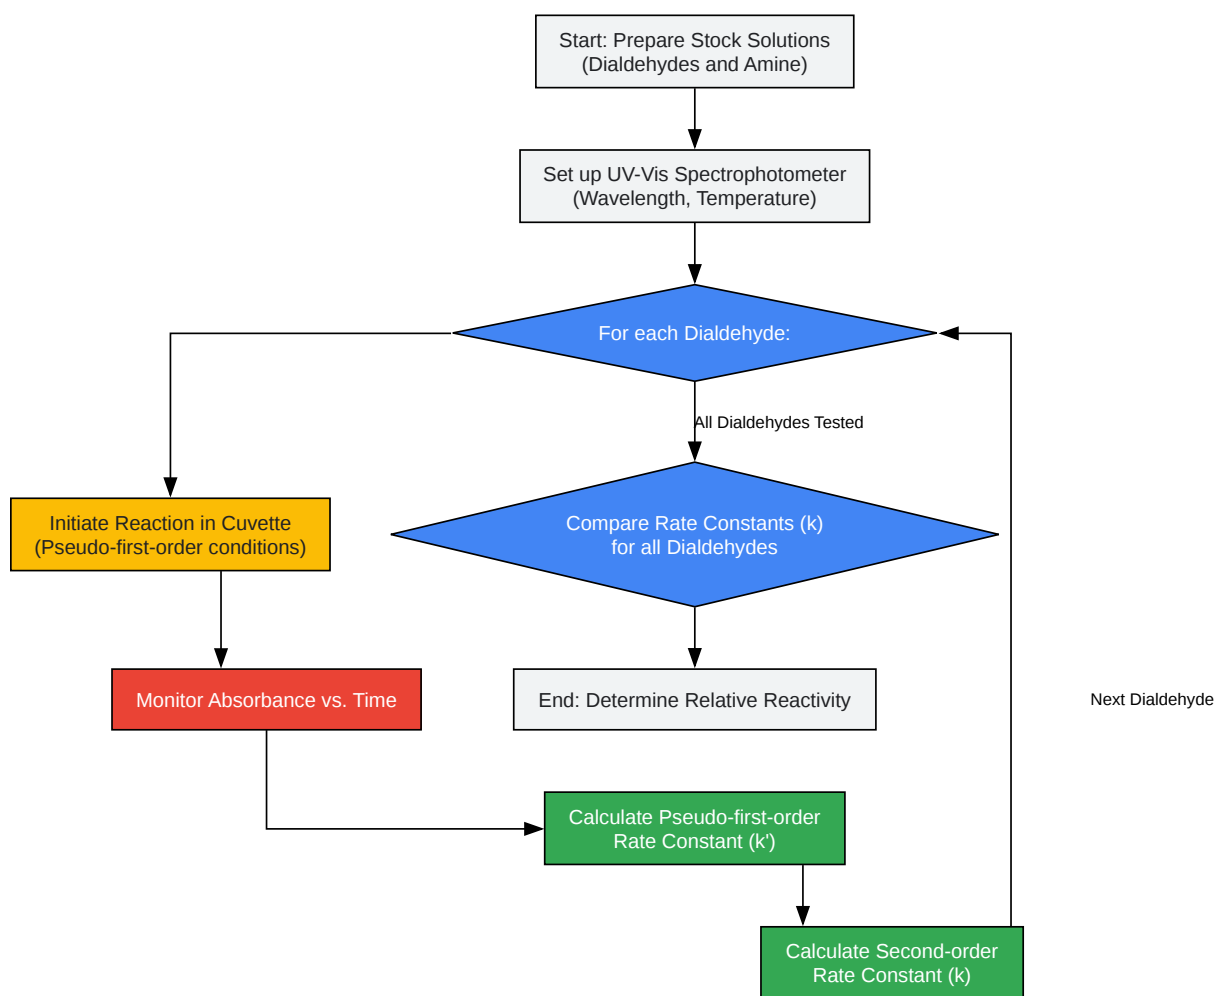 Start: Prepare Stock Solutions
(Dialdehydes and Amine)
Set up UV-Vis Spectrophotometer
(Wavelength, Temperature)
For each Dialdehyde:
All Dialdehydes Tested
Initiate Reaction in Cuvette
(Pseudo-first-order conditions)
Compare Rate Constants (k)
for all Dialdehydes
Monitor Absorbance vs. Time
End: Determine Relative Reactivity
Next Dialdehyde
Calculate Pseudo-first-order
Rate Constant (k')
Calculate Second-order
Rate Constant (k)